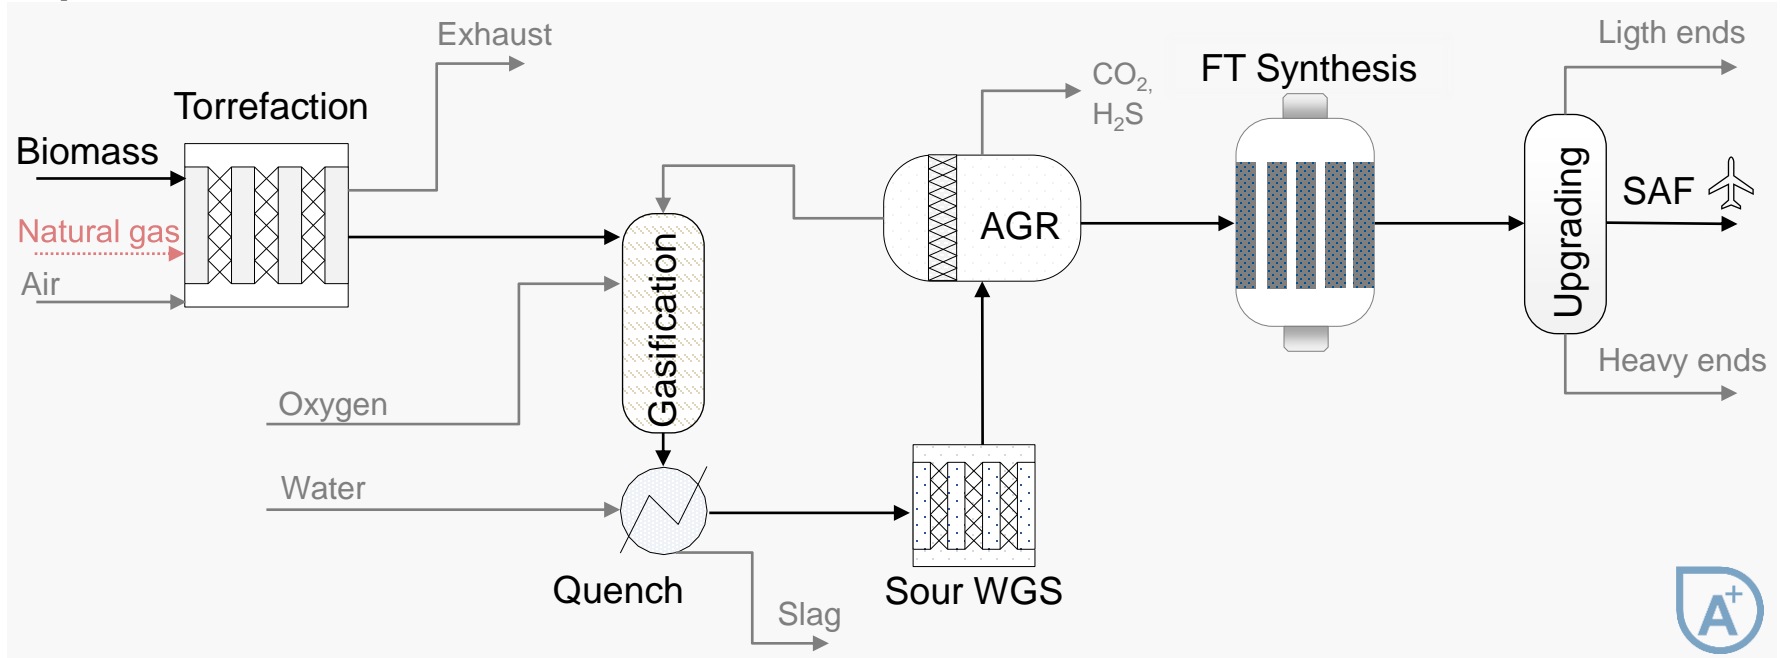 Exhaust
Torrefaction
Biomass
Natural gas
Air
Oxygen
Water
Gasification
Quench
Slag
Sour WGS
AGR
CO₂,
H₂S
FT Synthesis
Upgrading
Ligth ends
SAF
Heavy ends
A+